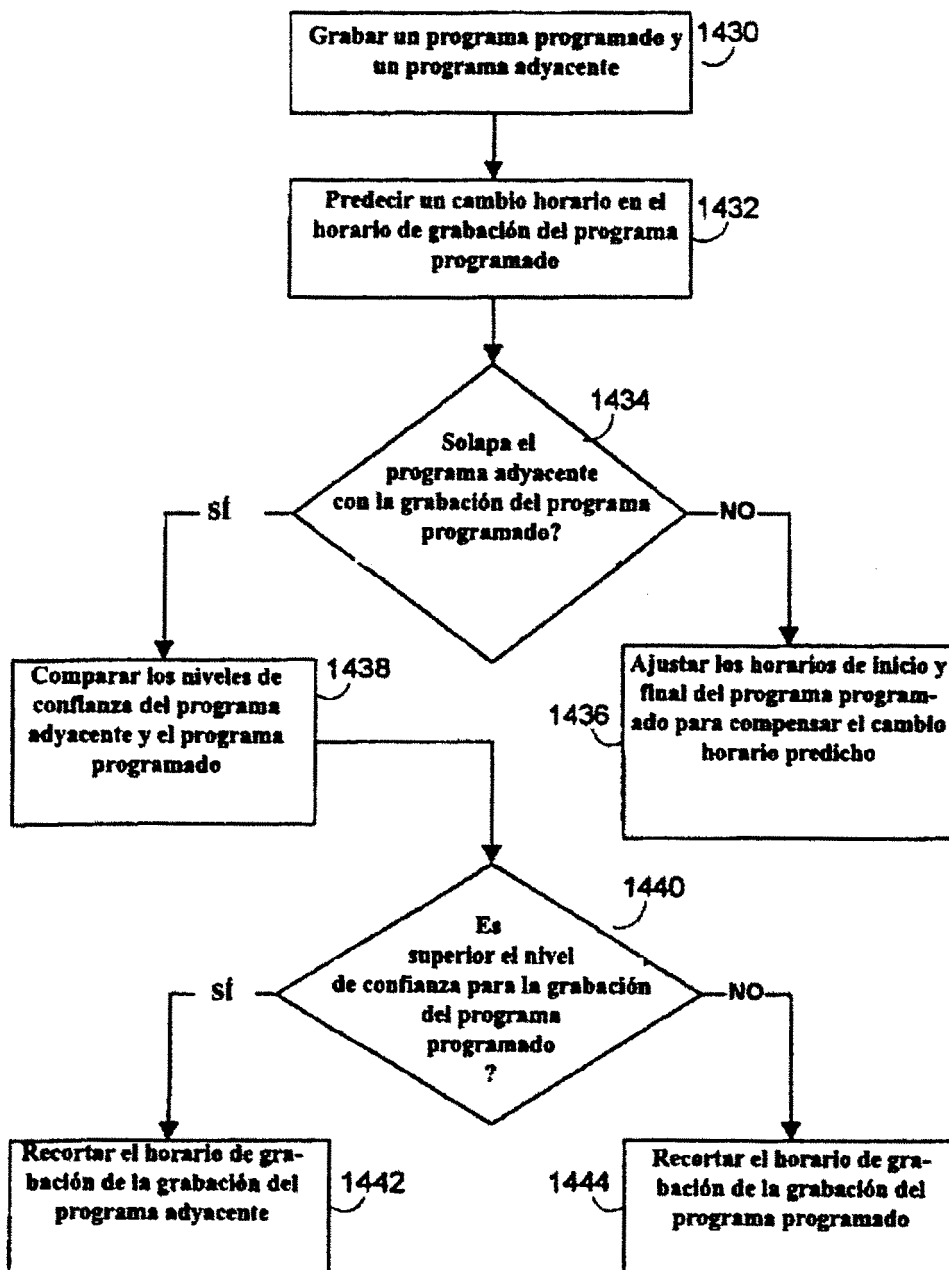 Grabar un programa programado y
un programa adyacente
1430
Predecir un cambio horario en el
horario de grabación del programa
programado
1432
1434
Solapa el
programa adyacente
con la grabación del programa
programado?
SÍ
NO
Comparar los niveles de
confianza del programa
adyacente y el programa
programado
1438
Ajustar los horarios de inicio y
final del programa program-
ado para compensar el cambio
horario predicho
1436
1440
Es
superior el nivel
de confianza para la grabación
del programa
programado
?
SÍ
NO
Recortar el horario de gra-
bación de la grabación del
programa adyacente
1442
1444
Recortar el horario de gra-
bación de la grabación del
programa programado